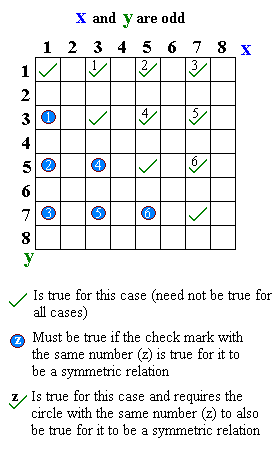 x and y are odd
1 2 3 4 5 6 7 8 x
1 1 2 3
2
3 1 4 5
4
5 2 4 6
6
7 3 5 6
8
y
Is true for this case (need not be true for
all cases)
z Must be true if the check mark with
the same number (z) is true for it to
be a symmetric relation
z Is true for this case and requires the
circle with the same number (z) to also
be true for it to be a symmetric relation